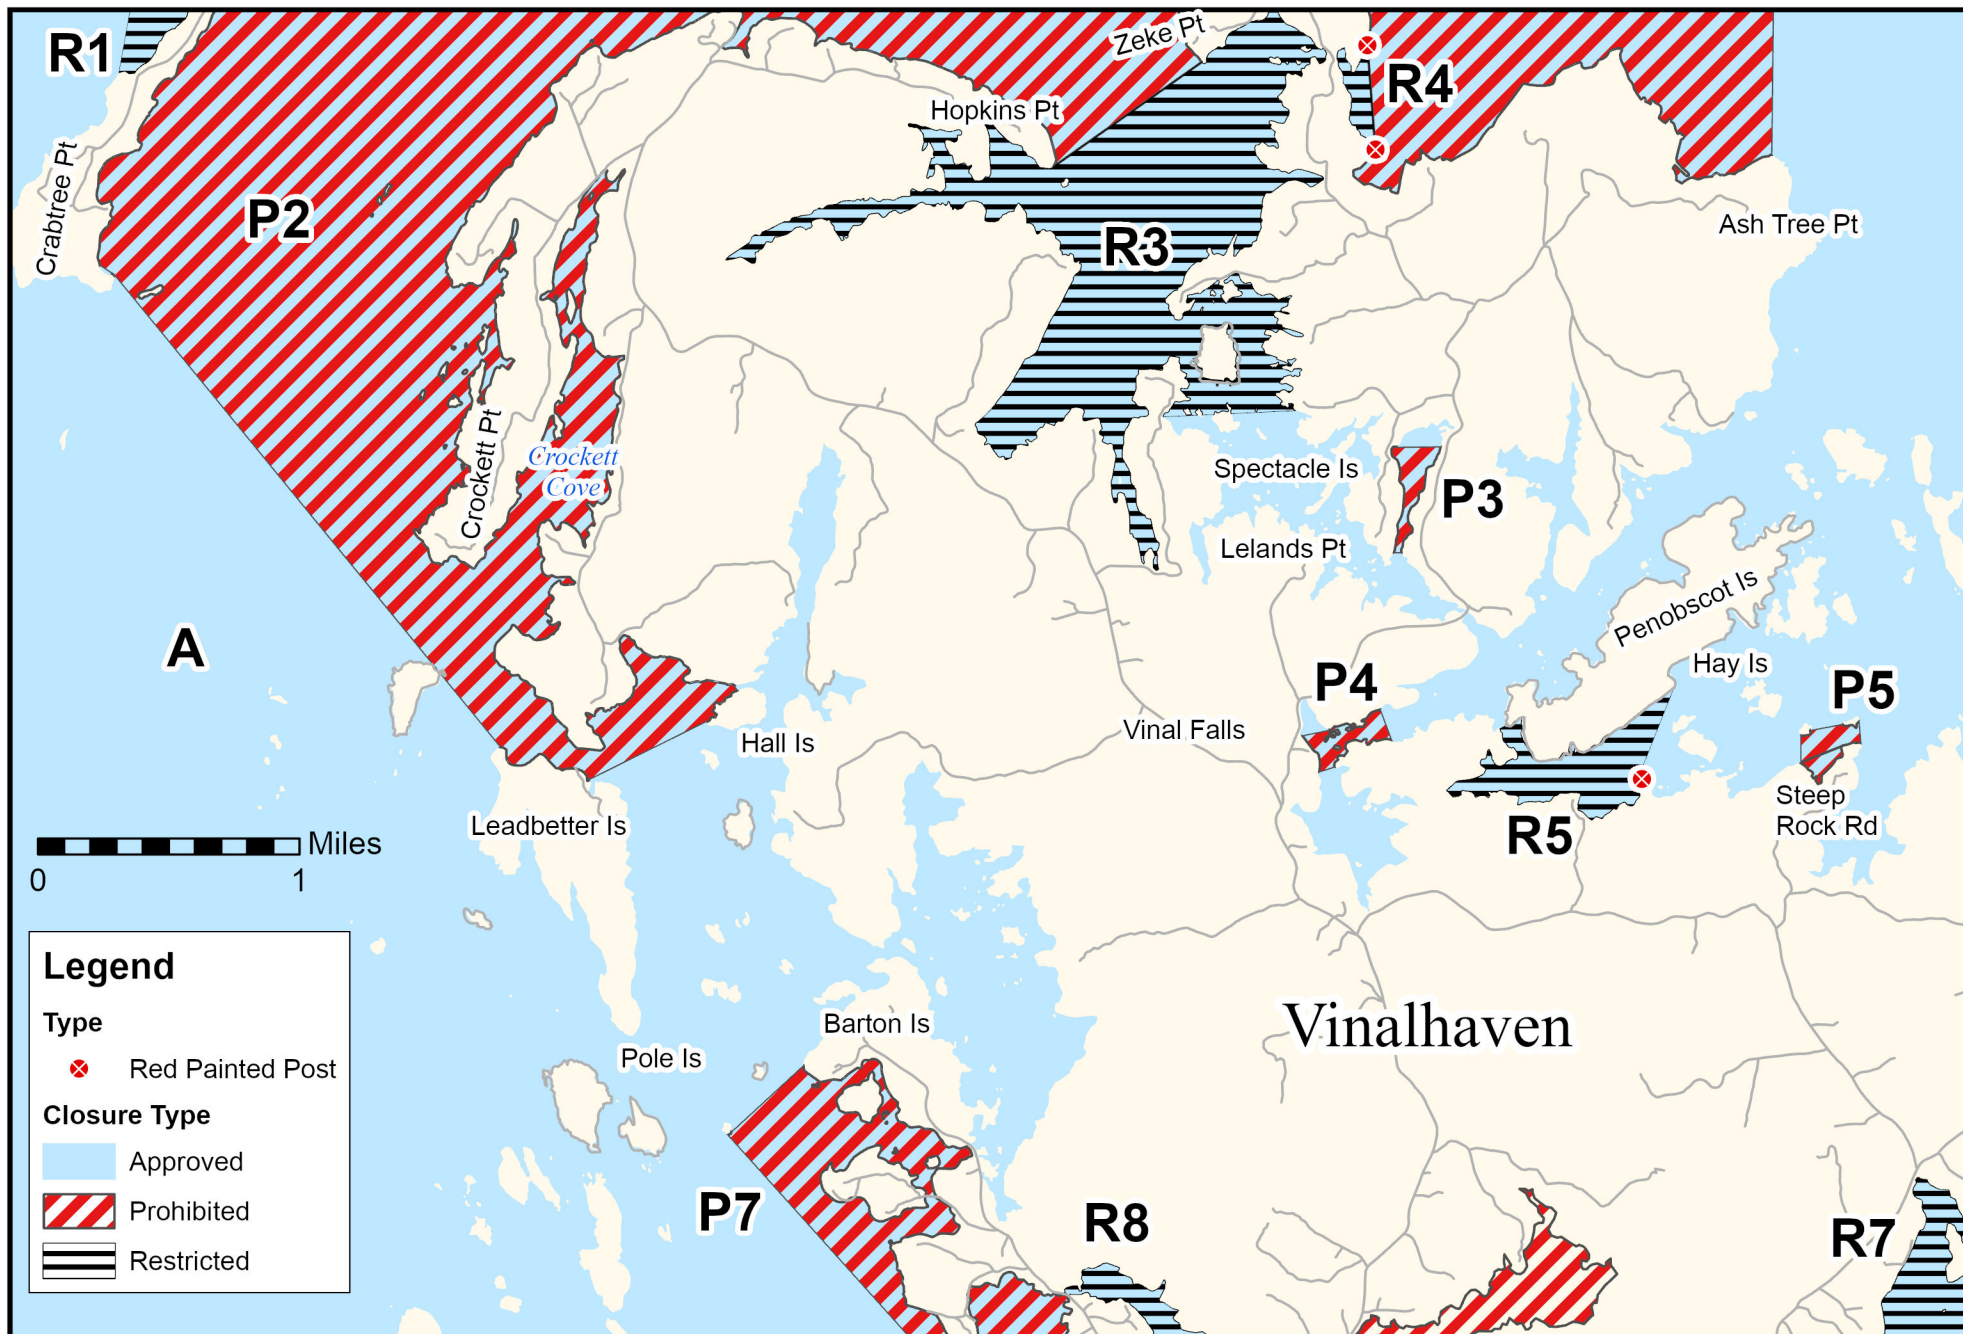 R1
Zeke Pt
R4
Hopkins Pt
Crabtree Pt
P2
R3
Ash Tree Pt
Crockett Pt
Crockett
Cove
Spectacle Is
P3
Lelands Pt
Penobscot Is
A
Hay Is
P4
P5
Vinal Falls
Hall Is
Steep
Rock Rd
Leadbetter Is
R5
Miles
0
1
Legend
Type
Red Painted Post
Closure Type
Approved
Prohibited
Restricted
Vinalhaven
Barton Is
Pole Is
P7
R8
R7